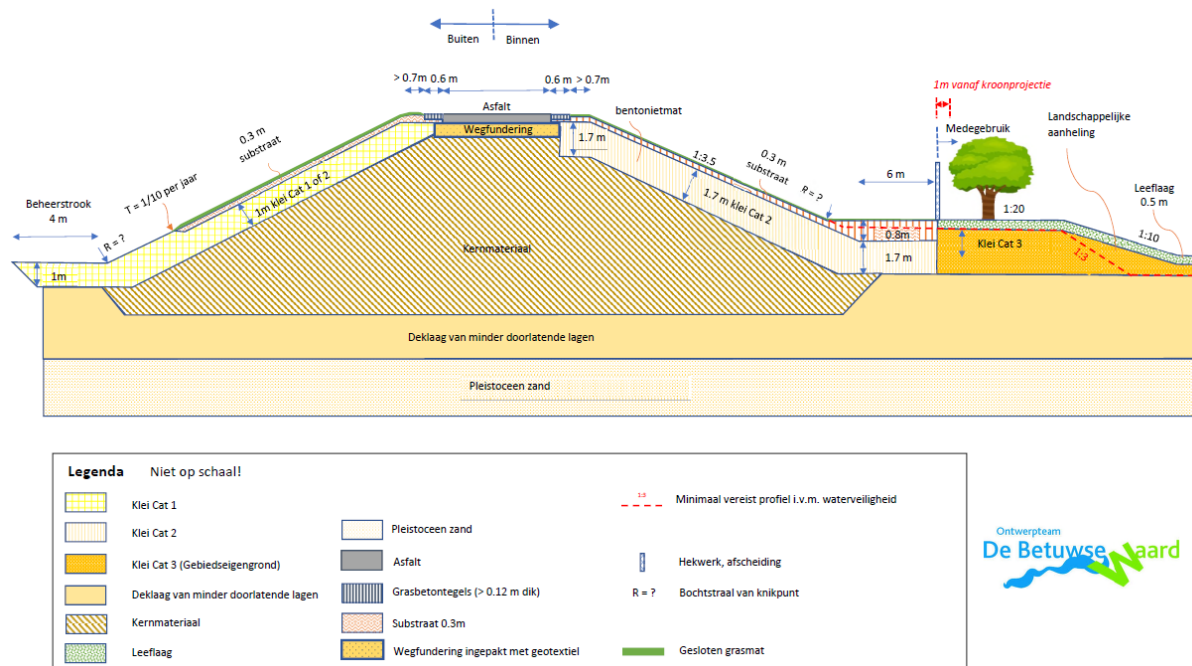 Buiten
Binnen
> 0.7m
0.6 m
0.6 m
> 0.7m
1m vanaf kroonprojectie
Asfalt
Wegfundering
bentonietmat
Landschappelijke
aanheling
Medegebruik
0.3 m
substraat
1.7 m
1:3.5
0.3 m
substraat
R = ?
6 m
Leeflaag
0.5 m
Beheerstrook
4 m
T = 1/10 per jaar
1m klei Cat 1 of 2
1.7 m klei Cat 2
1:20
R = ?
Kernmateriaal
0.8m
Klei Cat 3
1:10
1m
1.7 m
1:3
Deklaag van minder doorlatende lagen
Pleistoceen zand
Legenda Niet op schaal!
Klei Cat 1
Klei Cat 2
Klei Cat 3 (Gebiedseigengrond)
Deklaag van minder doorlatende lagen
Kernmateriaal
Leeflaag
Pleistoceen zand
Asfalt
Grasbetontegels (> 0.12 m dik)
Substraat 0.3m
Wegfundering ingepakt met geotextiel
Minimaal vereist profiel i.v.m. waterveiligheid
Hekwerk, afscheiding
R = ? Bochtstraal van knikpunt
Gesloten grasmat
Ontwerpteam
De Betuwse Waard